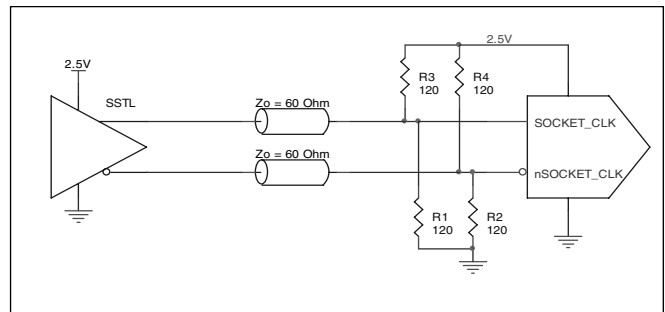 2.5V
2.5V
R3
120
R4
120
SSTL
Zo = 60 Ohm
SOCKET_CLK
Zo = 60 Ohm
nSOCKET_CLK
R1
120
R2
120